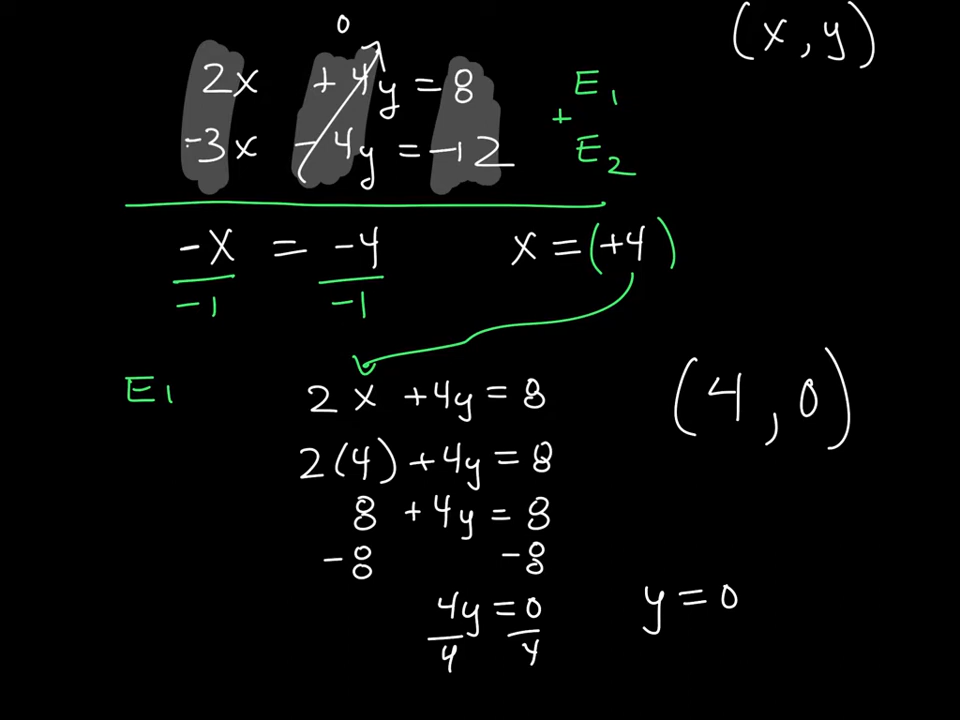 (x, y)
0
2x + 4y = 8 E1
+
-3x - 4y = -12 E2
-x = -4 x = (+4)
-1 -1
E1 2x + 4y = 8
(4, 0)
2(4) + 4y = 8
8 + 4y = 8
-8 -8
4y = 0 y = 0
4 4